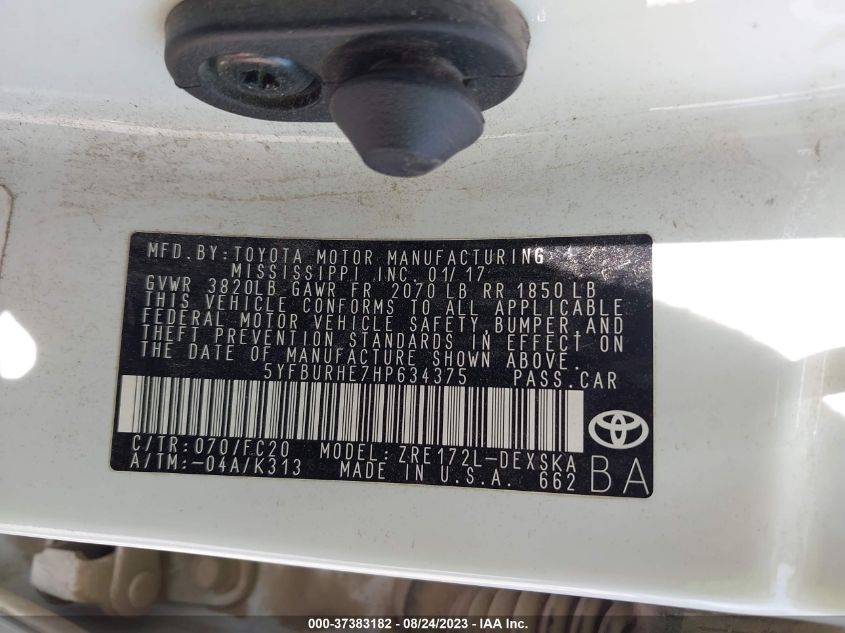 MFD. BY: TOYOTA MOTOR MANUFACTURING
MISSISSIPPI INC. 01/17
GVWR 3820LB GAWR FR 2070 LB RR 1850 LB
THIS VEHICLE CONFORMS TO ALL APPLICABLE
FEDERAL MOTOR VEHICLE SAFETY, BUMPER, AND
THEFT PREVENTION STANDARDS IN EFFECT ON
THE DATE OF MANUFACTURE SHOWN ABOVE.
5YFBURHE7HP634375 PASS. CAR
C/TR: 070/FC20 MODEL: ZRE172L-DEXSKA
A/TM: -04A/K313 MADE IN U.S.A. 662 BA
000-37383182 - 08/24/2023 - IAA Inc.